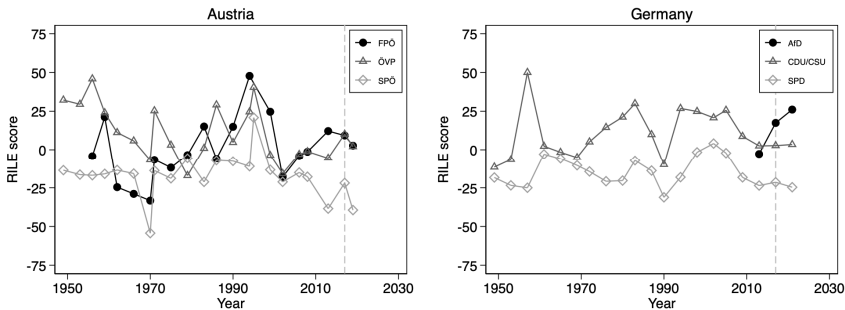 Austria
75
50
25
0
-25
-50
-75
RILE score
1950
1970
1990
2010
2030
Year
FPÖ
ÖVP
SPÖ
Germany
75
50
25
0
-25
-50
-75
RILE score
1950
1970
1990
2010
2030
Year
AfD
CDU/CSU
SPD